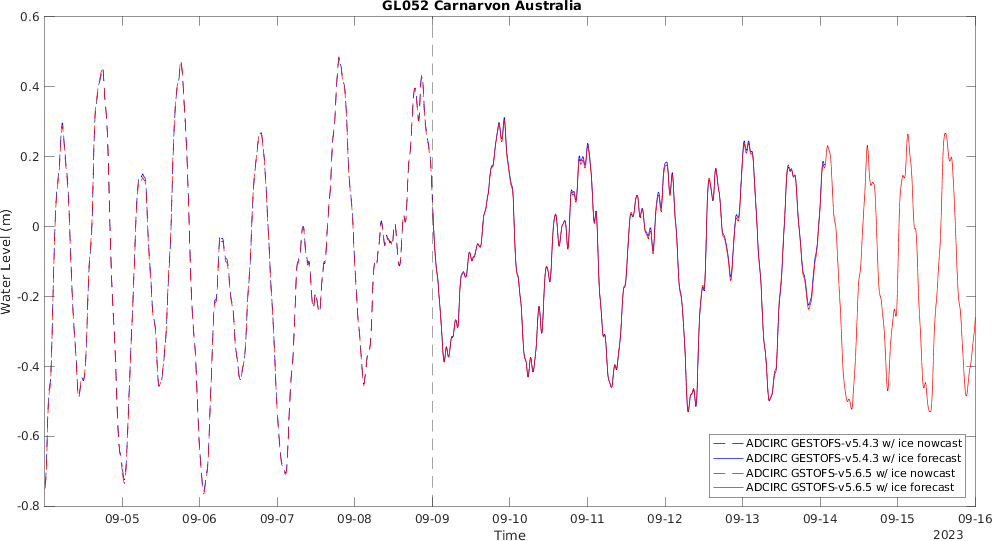 GL052 Carnarvon Australia
Water Level (m)
0.6
0.4
0.2
0
-0.2
-0.4
-0.6
-0.8
ADCIRC GESTOFS-v5.4.3 w/ ice nowcast
ADCIRC GESTOFS-v5.4.3 w/ ice forecast
ADCIRC GSTOFS-v5.6.5 w/ ice nowcast
ADCIRC GSTOFS-v5.6.5 w/ ice forecast
09-05 09-06 09-07 09-08 09-09 09-10 09-11 09-12 09-13 09-14 09-15 09-16
Time
2023